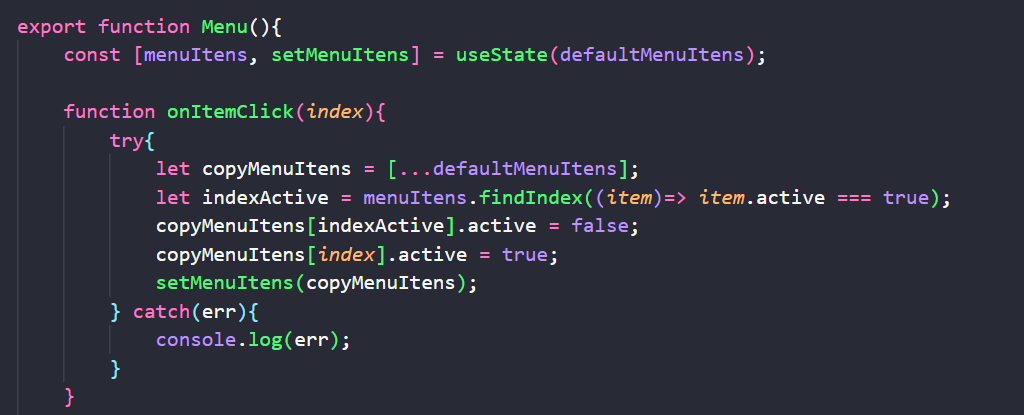 export function Menu(){
    const [menuItens, setMenuItens] = useState(defaultMenuItens);
    function onItemClick(index){
        try{
            let copyMenuItens = [...defaultMenuItens];
            let indexActive = menuItens.findIndex((item)=> item.active === true);
            copyMenuItens[indexActive].active = false;
            copyMenuItens[index].active = true;
            setMenuItens(copyMenuItens);
        } catch(err){
            console.log(err);
        }
    }